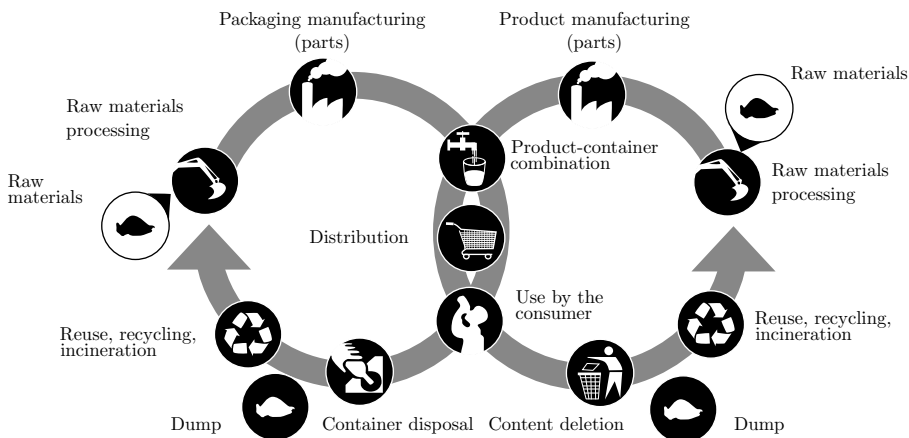 Packaging manufacturing
(parts)
Product manufacturing
(parts)
Raw materials
Raw materials
processing
Product-container
combination
Raw materials
processing
Raw
materials
Distribution
Use by the
consumer
Reuse, recycling,
incineration
Reuse, recycling,
incineration
Dump
Container disposal
Content deletion
Dump